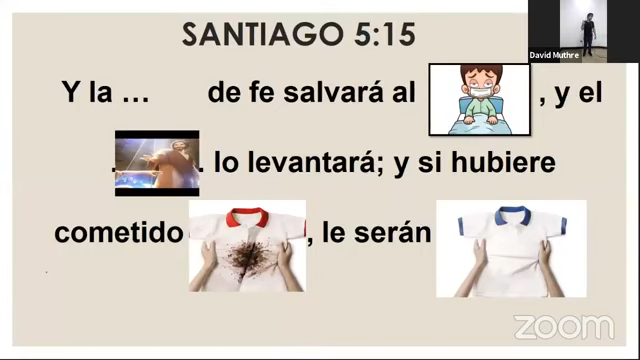 SANTIAGO 5:15
David Muthre
Y la ... de fe salvará al , y el
. . lo levantará; y si hubiere
cometido , le serán
zoom